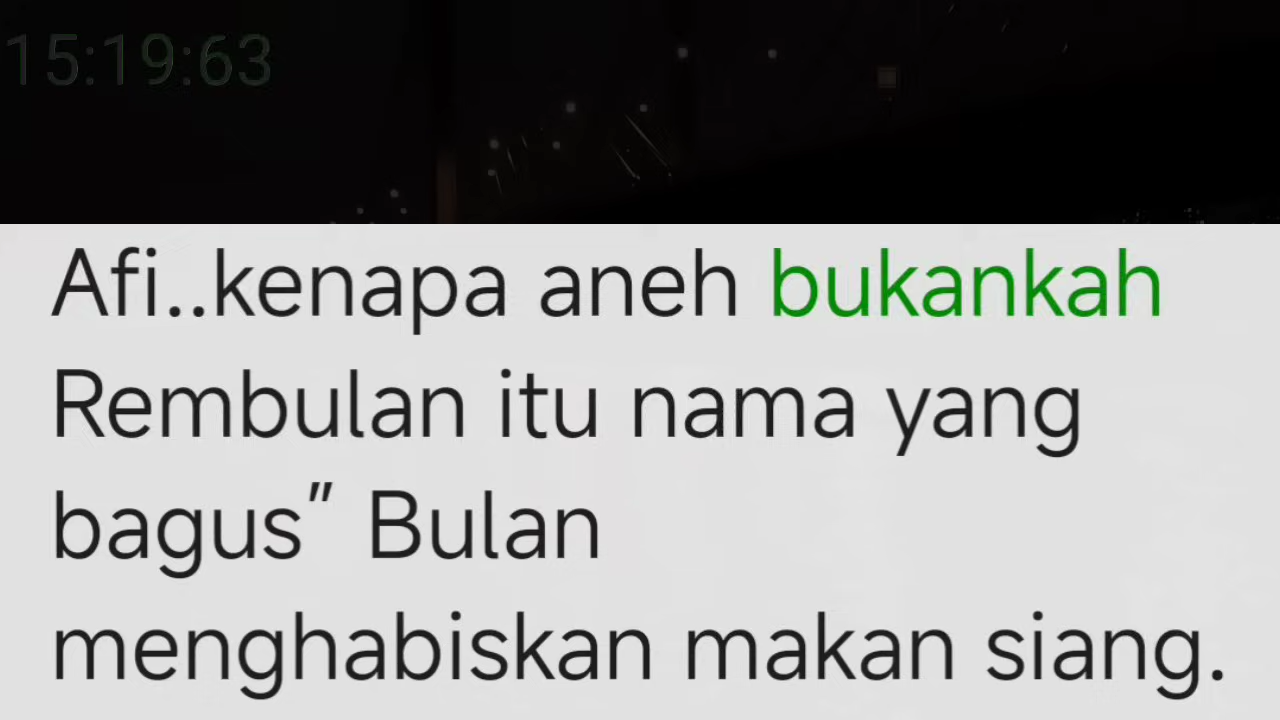 15:19:63
Afi..kenapa aneh bukankah
Rembulan itu nama yang
bagus" Bulan
menghabiskan makan siang.